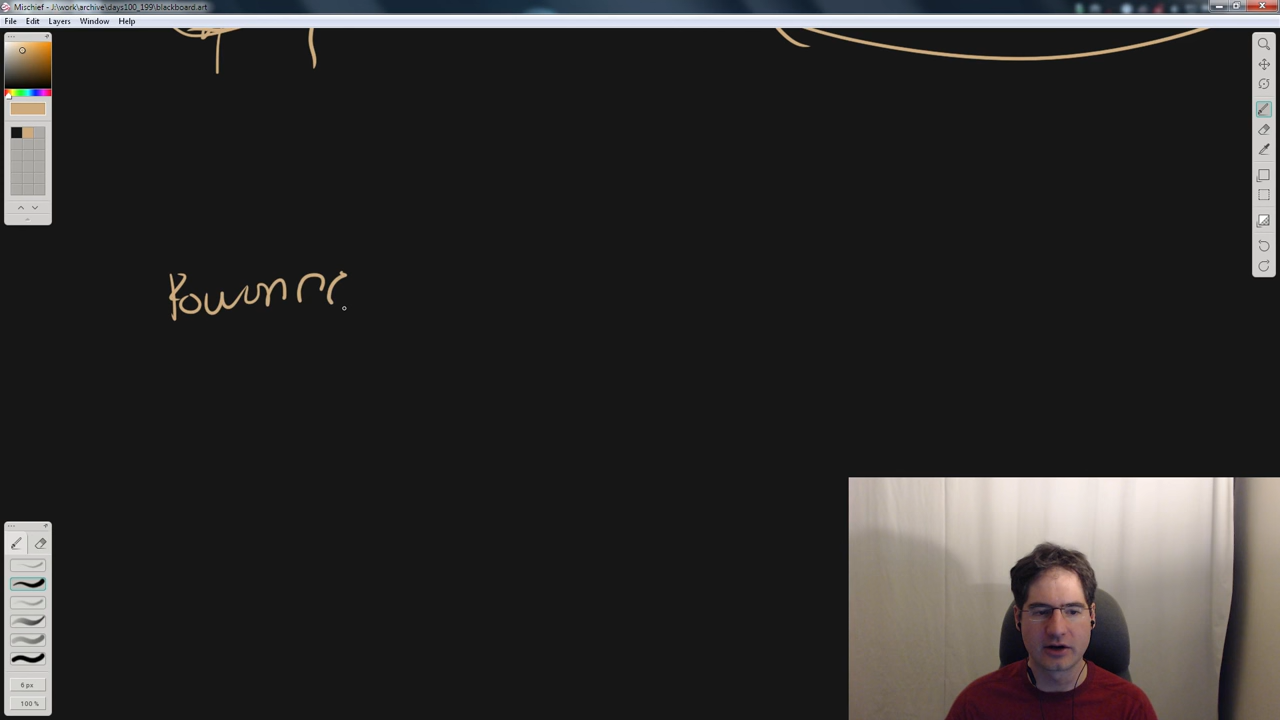 Mischief - J:\work\archive\days100_199\blackboard.art
File Edit Layers Window Help
6 px
100 %